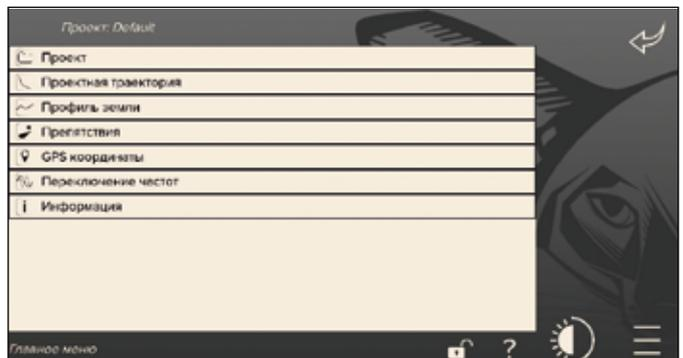 Проект: Default
Проект
Проектная траектория
Профиль земли
Препятствия
GPS координаты
Переключение частот
Информация
?
Главное меню